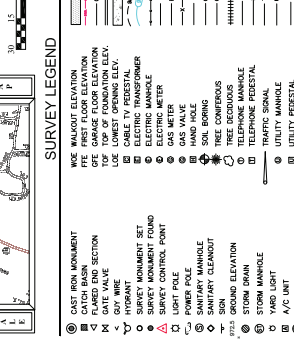 30 15
SURVEY LEGEND
CAST IRON MONUMENT
CATCH BASIN
FLARED END SECTION
GATE VALVE
GUY WIRE
HYDRANT
SURVEY MONUMENT SET
SURVEY MONUMENT FOUND
SURVEY CONTROL POINT
LIGHT POLE
POWER POLE
SANITARY MANHOLE
SANITARY CLEANOUT
SIGN
972.5 GROUND ELEVATION
STORM DRAIN
STORM MANHOLE
YARD LIGHT
A/C UNIT
WOE WALKOUT ELEVATION
FFE FIRST FLOOR ELEVATION
GFE GARAGE FLOOR ELEVATION
TOF TOP OF FOUNDATION ELEV.
LOE LOWEST OPENING ELEV.
CABLE TV PEDESTAL
ELECTRIC TRANSFORMER
ELECTRIC MANHOLE
ELECTRIC METER
GAS METER
GAS VALVE
HAND HOLE
SOIL BORING
TREE CONIFEROUS
TREE DECIDUOUS
TELEPHONE MANHOLE
TELEPHONE PEDESTAL
TRAFFIC SIGNAL
UTILITY MANHOLE
UTILITY PEDESTAL